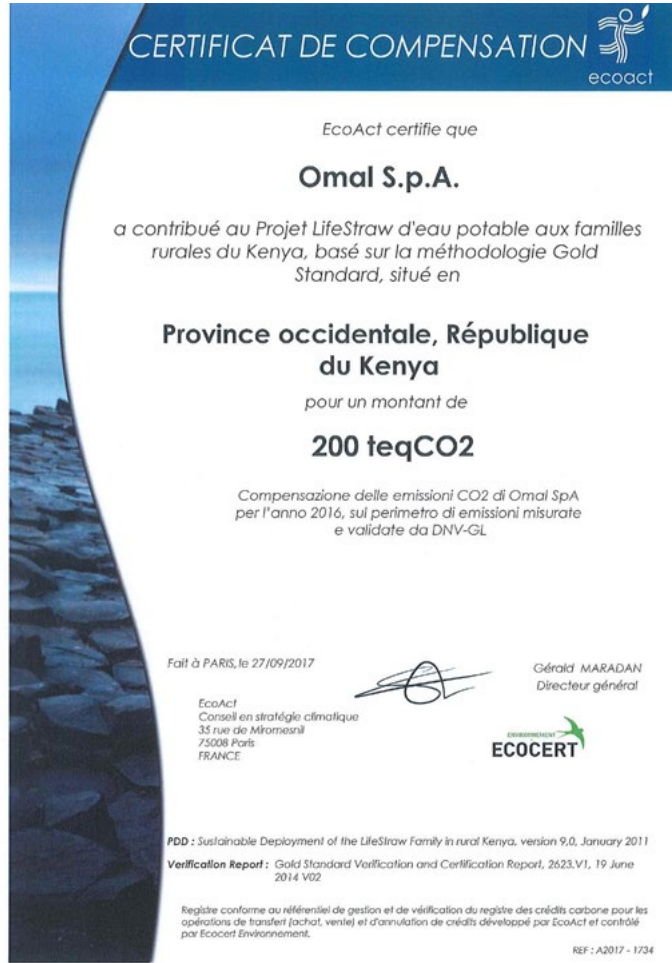 CERTIFICAT DE COMPENSATION
ecoact
EcoAct certifie que
Omal S.p.A.
a contribué au Projet LifeStraw d'eau potable aux familles
rurales du Kenya, basé sur la méthodologie Gold
Standard, situé en
Province occidentale, République
du Kenya
pour un montant de
200 teqCO2
Compensazione delle emissioni CO2 di Omal SpA
per l'anno 2016, sul perimetro di emissioni misurate
e validate da DNV-GL
Fait à PARIS, le 27/09/2017
Gérald MARADAN
Directeur général
EcoAct
Conseil en stratégie climatique
35 rue de Miromesnil
75008 Paris
FRANCE
ENVIRONNEMENT
ECOCERT
PDD : Sustainable Deployment of the LifeStraw Family in rural Kenya, version 9,0, January 2011
Verification Report : Gold Standard Verification and Certification Report, 2623.V1, 19 June
2014 V02
Registre conforme au référentiel de gestion et de vérification du registre des crédits carbone pour les
opérations de transfert (achat, vente) et d'annulation de crédits développé par EcoAct et contrôlé
par Ecocert Environnement.
REF : A2017 - 1734